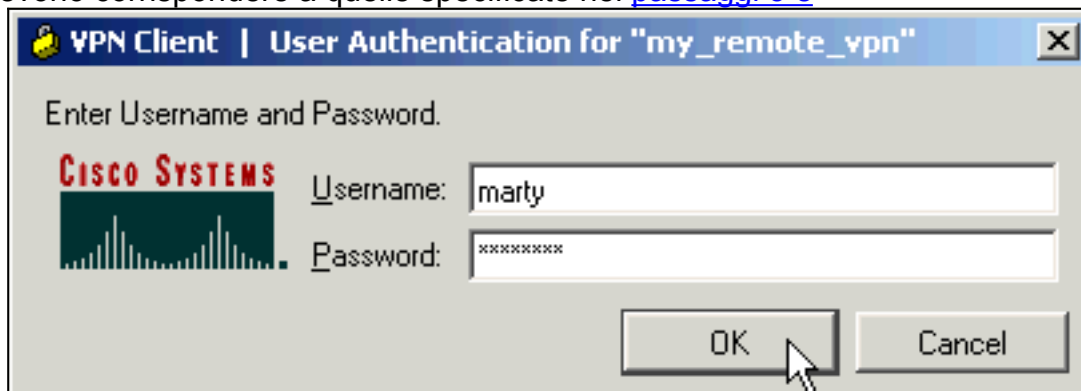 VPN Client | User Authentication for "my_remote_vpn"
Enter Username and Password.
CISCO SYSTEMS
Username: marty
Password: ********
OK Cancel